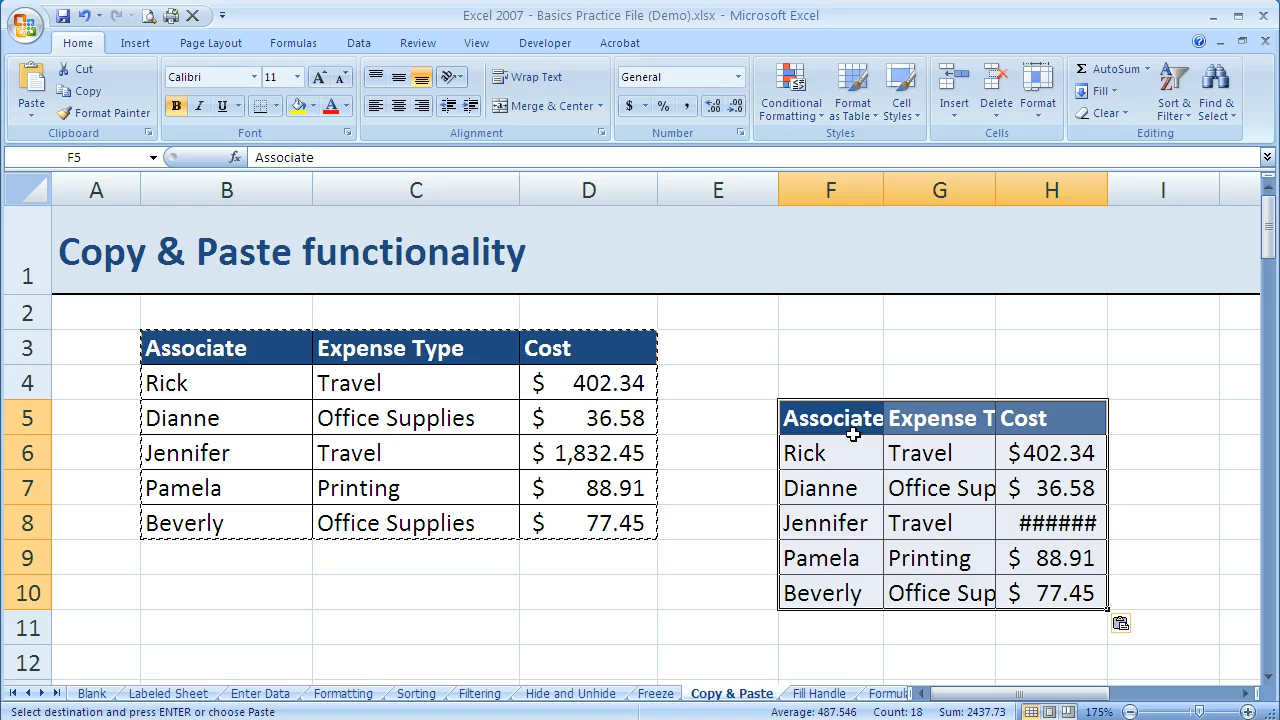 Excel 2007 - Basics Practice File (Demo).xlsx - Microsoft Excel
Home Insert Page Layout Formulas Data Review View Developer Acrobat
Paste Cut Copy Format Painter Clipboard
Calibri 11 A A B I U A Font
Wrap Text Merge & Center Alignment
General $ % , .0 .00 .00 .0 Number
Conditional Formatting Format as Table Cell Styles Styles
Insert Delete Format Cells
Σ AutoSum Fill Clear Sort & Filter Find & Select Editing
F5 fx Associate
A B C D E F G H I
1 Copy & Paste functionality
2
3 Associate Expense Type Cost
4 Rick Travel $ 402.34
5 Dianne Office Supplies $ 36.58 Associate Expense T Cost
6 Jennifer Travel $ 1,832.45 Rick Travel $402.34
7 Pamela Printing $ 88.91 Dianne Office Sup $ 36.58
8 Beverly Office Supplies $ 77.45 Jennifer Travel ######
9 Pamela Printing $ 88.91
10 Beverly Office Sup $ 77.45
11
12
Blank Labeled Sheet Enter Data Formatting Sorting Filtering Hide and Unhide Freeze Copy & Paste Fill Handle Formul
Select destination and press ENTER or choose Paste Average: 487.546 Count: 18 Sum: 2437.73 175%